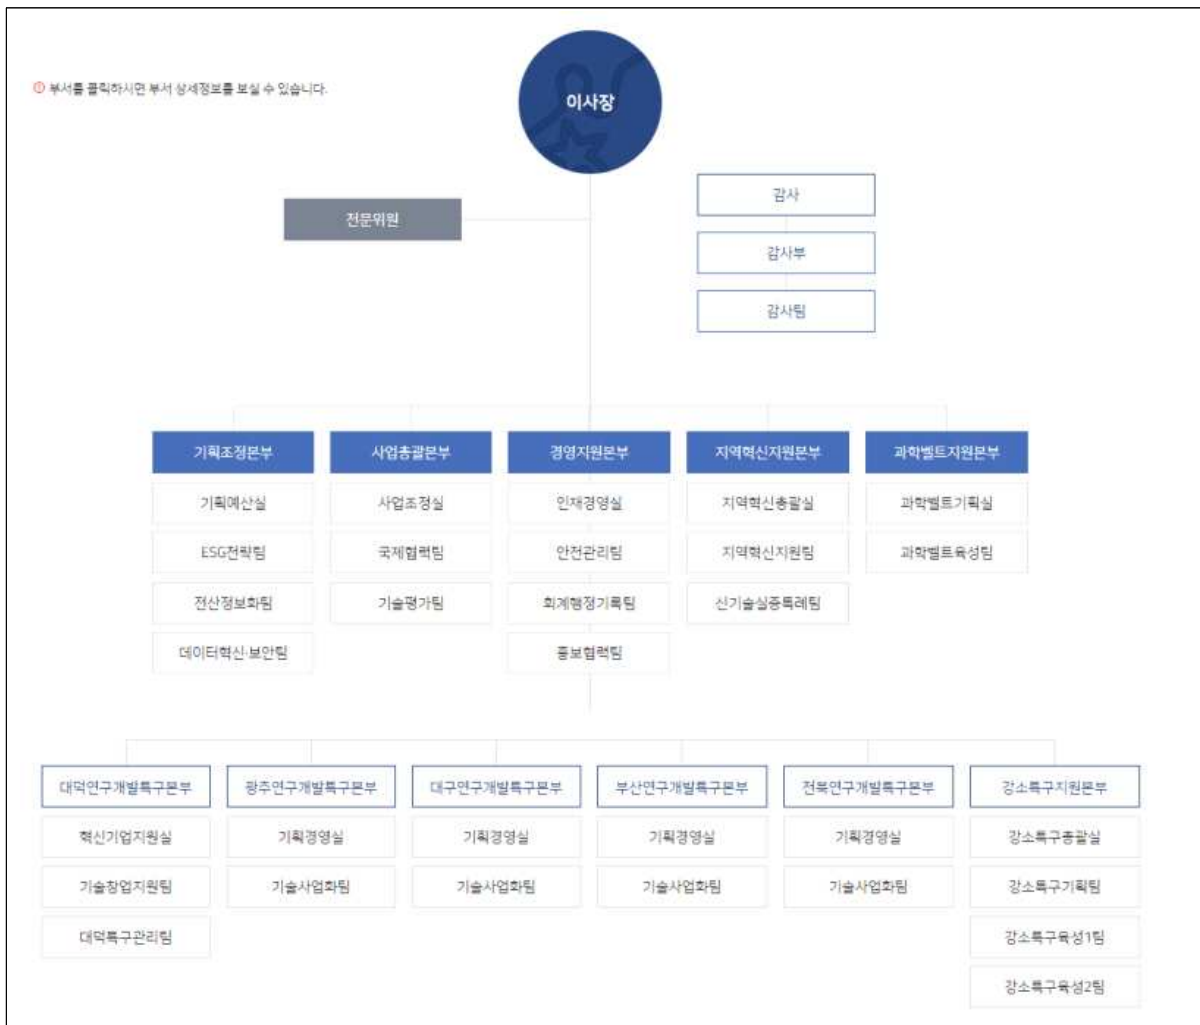 이사장
① 부서를 클릭하시면 부서 상세정보를 보실 수 있습니다.
전문위원
감사
감사부
감사팀
기획조정본부
사업총괄본부
경영지원본부
지역혁신지원본부
과학벨트지원본부
기획예산실
사업조정실
인재경영실
지역혁신총괄실
과학벨트기획실
ESG전략팀
국제협력팀
안전관리팀
지역혁신지원팀
과학벨트육성팀
전산정보화팀
기술평가팀
회계행정기록팀
신기술실증특례팀
데이터혁신·보안팀
홍보협력팀
대덕연구개발특구본부
광주연구개발특구본부
대구연구개발특구본부
부산연구개발특구본부
전북연구개발특구본부
강소특구지원본부
혁신기업지원실
기획경영실
기획경영실
기획경영실
기획경영실
강소특구총괄실
기술창업지원팀
기술사업화팀
기술사업화팀
기술사업화팀
기술사업화팀
강소특구기획팀
대덕특구관리팀
강소특구육성1팀
강소특구육성2팀